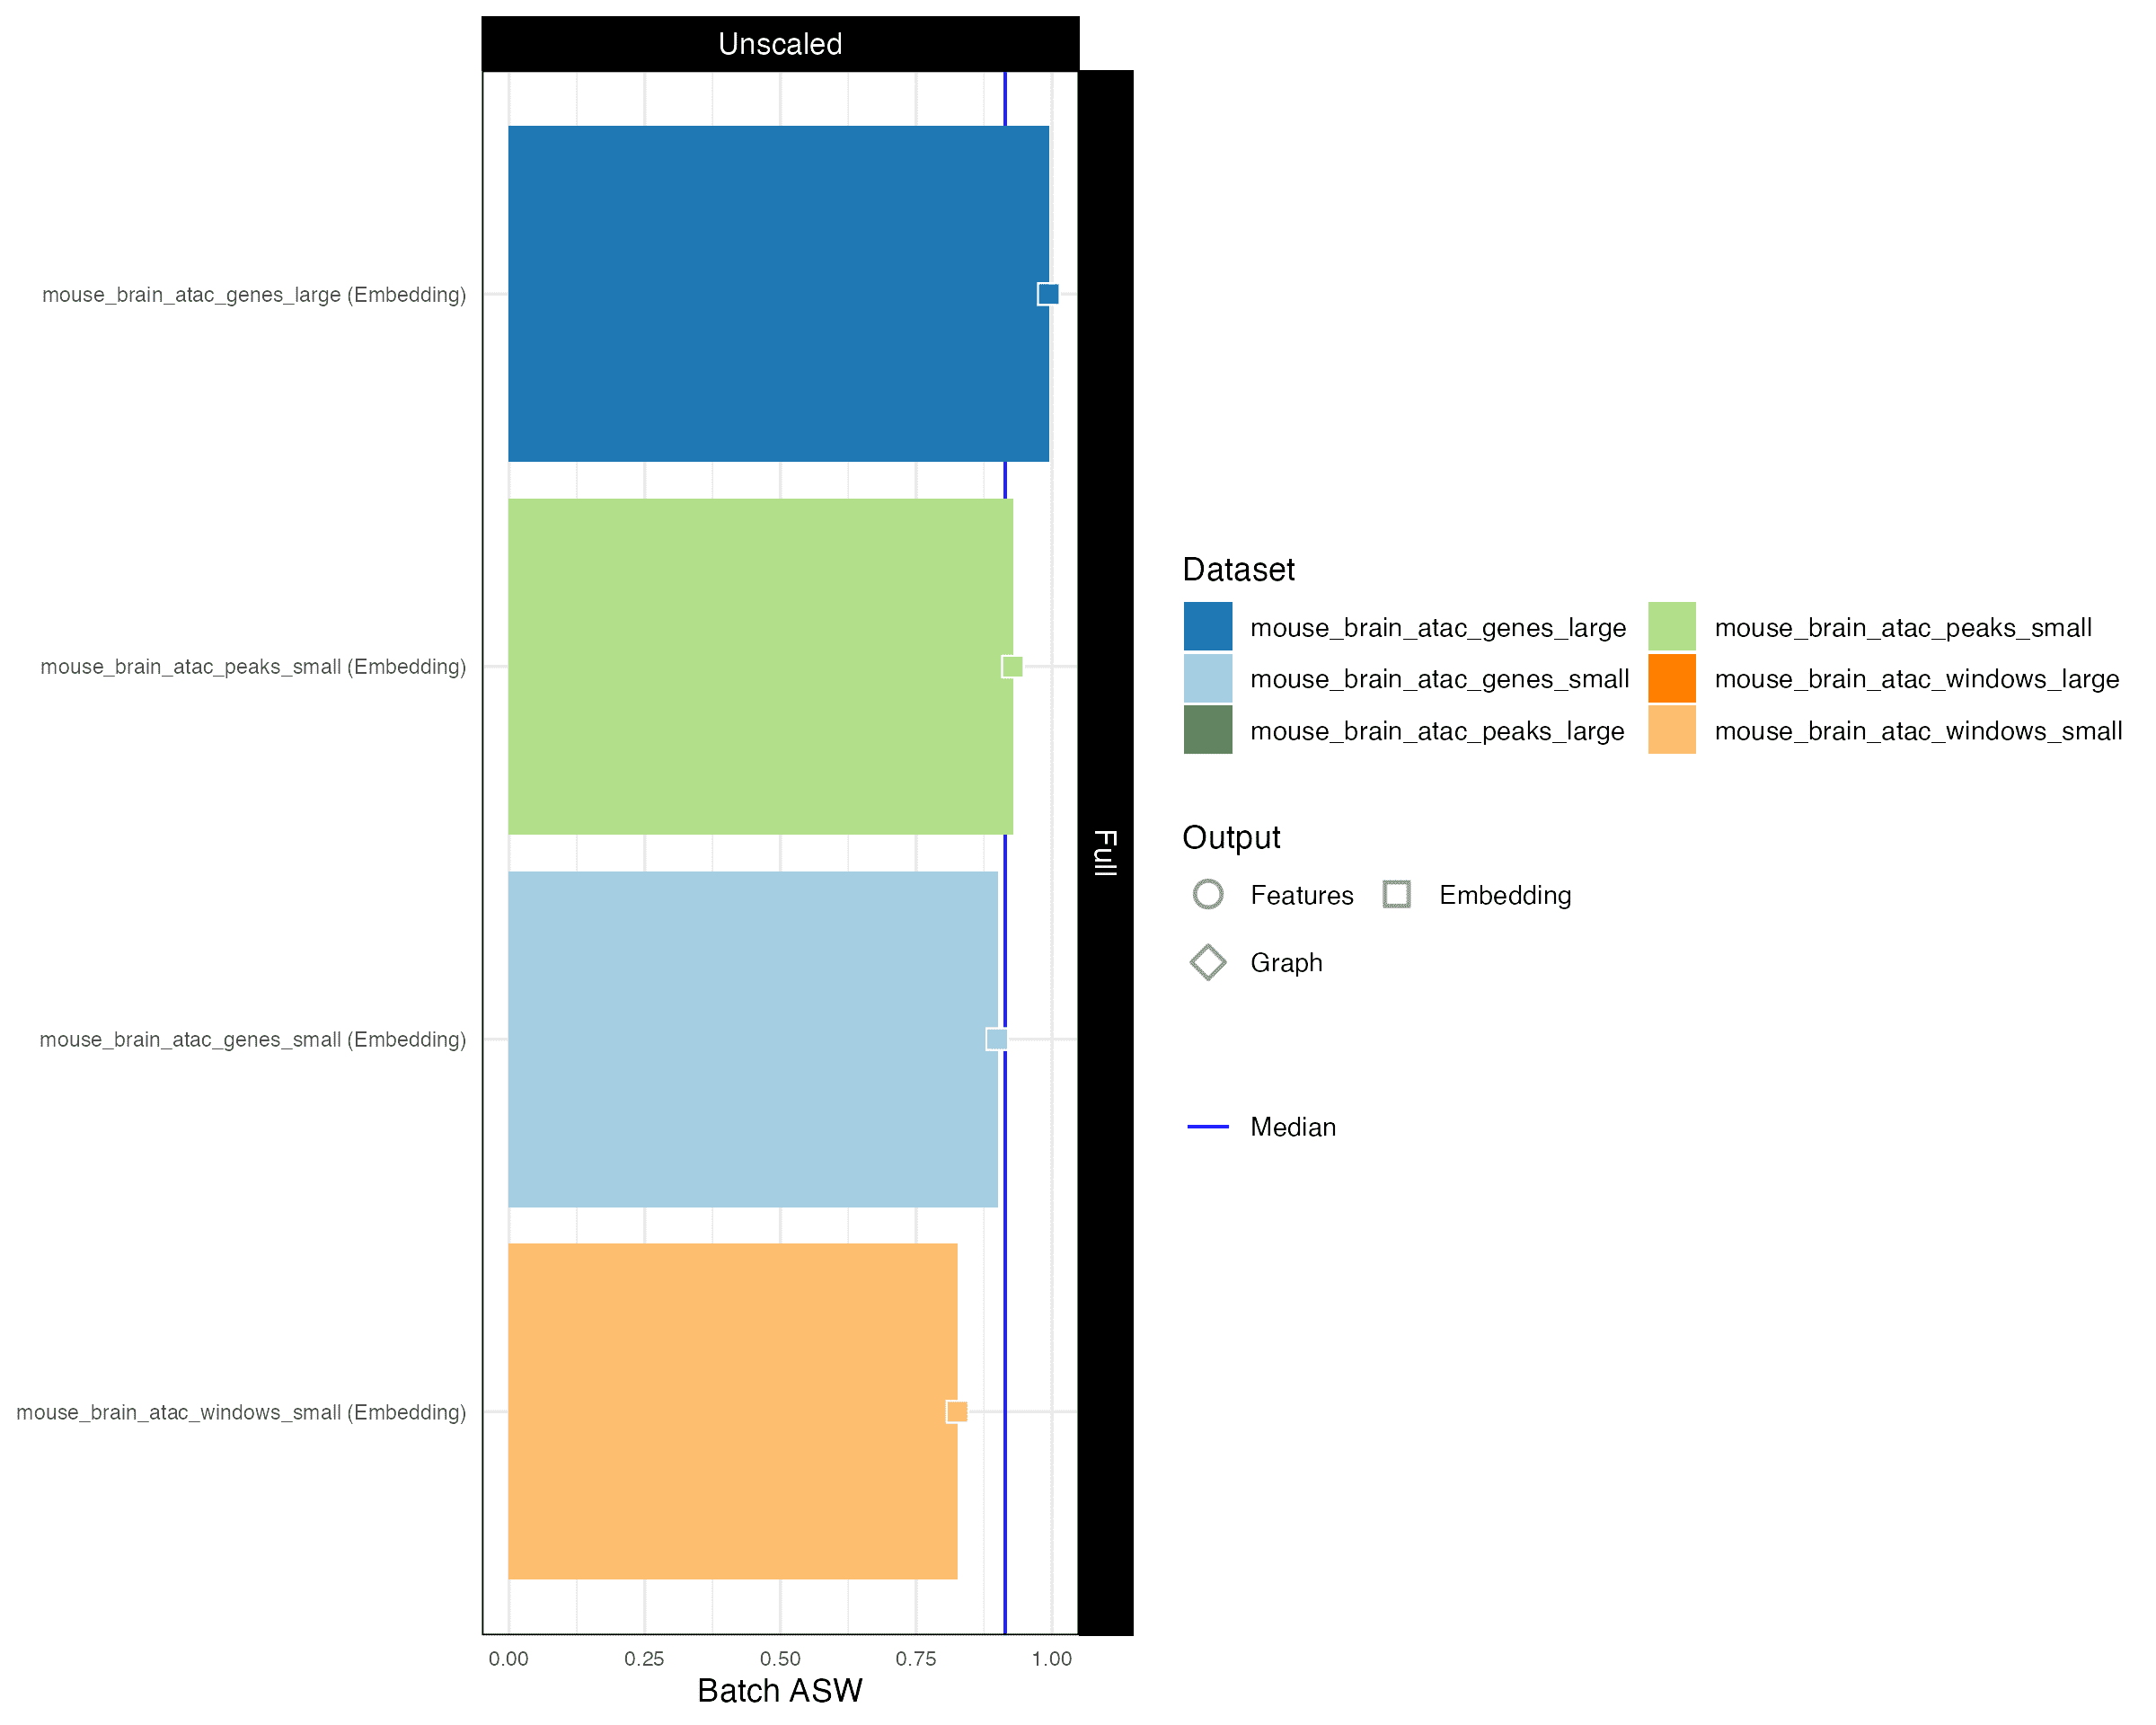 Unscaled
Full
mouse_brain_atac_genes_large (Embedding)
mouse_brain_atac_peaks_small (Embedding)
mouse_brain_atac_genes_small (Embedding)
mouse_brain_atac_windows_small (Embedding)
0.00 0.25 0.50 0.75 1.00
Batch ASW
Dataset
mouse_brain_atac_genes_large mouse_brain_atac_peaks_small
mouse_brain_atac_genes_small mouse_brain_atac_windows_large
mouse_brain_atac_peaks_large mouse_brain_atac_windows_small
Output
Features Embedding
Graph
Median